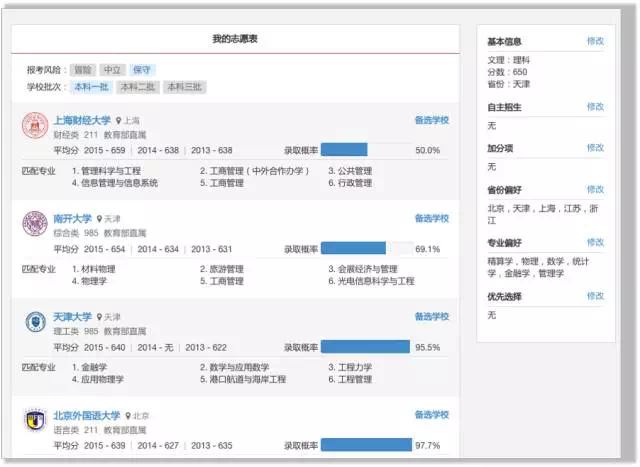 我的志愿表
报考风险： 冒险 中立 保守
学校批次： 本科一批 本科二批 本科三批
上海财经大学 上海 备选学校
财经类 211 教育部直属
平均分 2015 - 659 | 2014 - 638 | 2013 - 638 录取概率 50.0%
匹配专业 1. 管理科学与工程 2. 工商管理（中外合作办学） 3. 公共管理
4. 信息管理与信息系统 5. 工商管理 6. 行政管理
南开大学 天津 备选学校
综合类 985 教育部直属
平均分 2015 - 654 | 2014 - 634 | 2013 - 631 录取概率 69.1%
匹配专业 1. 材料物理 2. 旅游管理 3. 会展经济与管理
4. 物理学 5. 工商管理 6. 光电信息科学与工程
天津大学 天津 备选学校
理工类 985 教育部直属
平均分 2015 - 640 | 2014 - 无 | 2013 - 622 录取概率 95.5%
匹配专业 1. 金融学 2. 数学与应用数学 3. 工程力学
4. 应用物理学 5. 港口航道与海岸工程 6. 工程管理
北京外国语大学 北京 备选学校
语言类 211 教育部直属
平均分 2015 - 639 | 2014 - 627 | 2013 - 635 录取概率 97.7%
基本信息 修改
文理：理科
分数：650
省份：天津
自主招生 修改
无
加分项 修改
无
省份偏好 修改
北京，天津，上海，江苏，浙
江
专业偏好 修改
精算学，物理，数学，统计
学，金融学，管理学
优先选择 修改
无